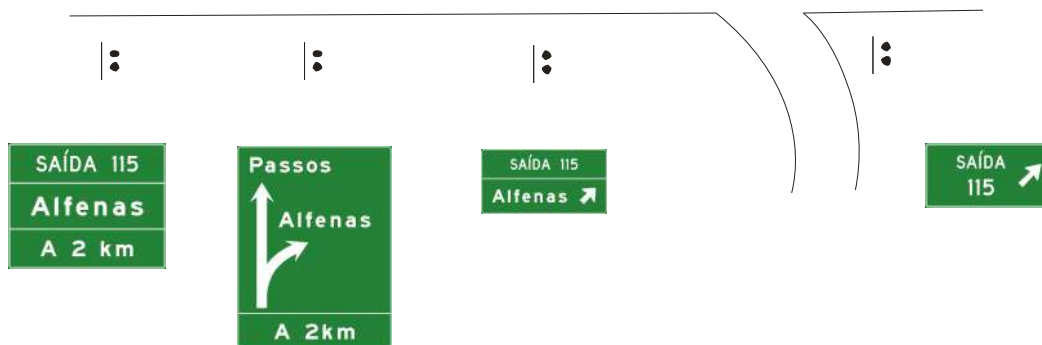 SAÍDA 115
Alfenas
A 2 km
Passos
Alfenas
A 2km
SAÍDA 115
Alfenas
SAÍDA
115